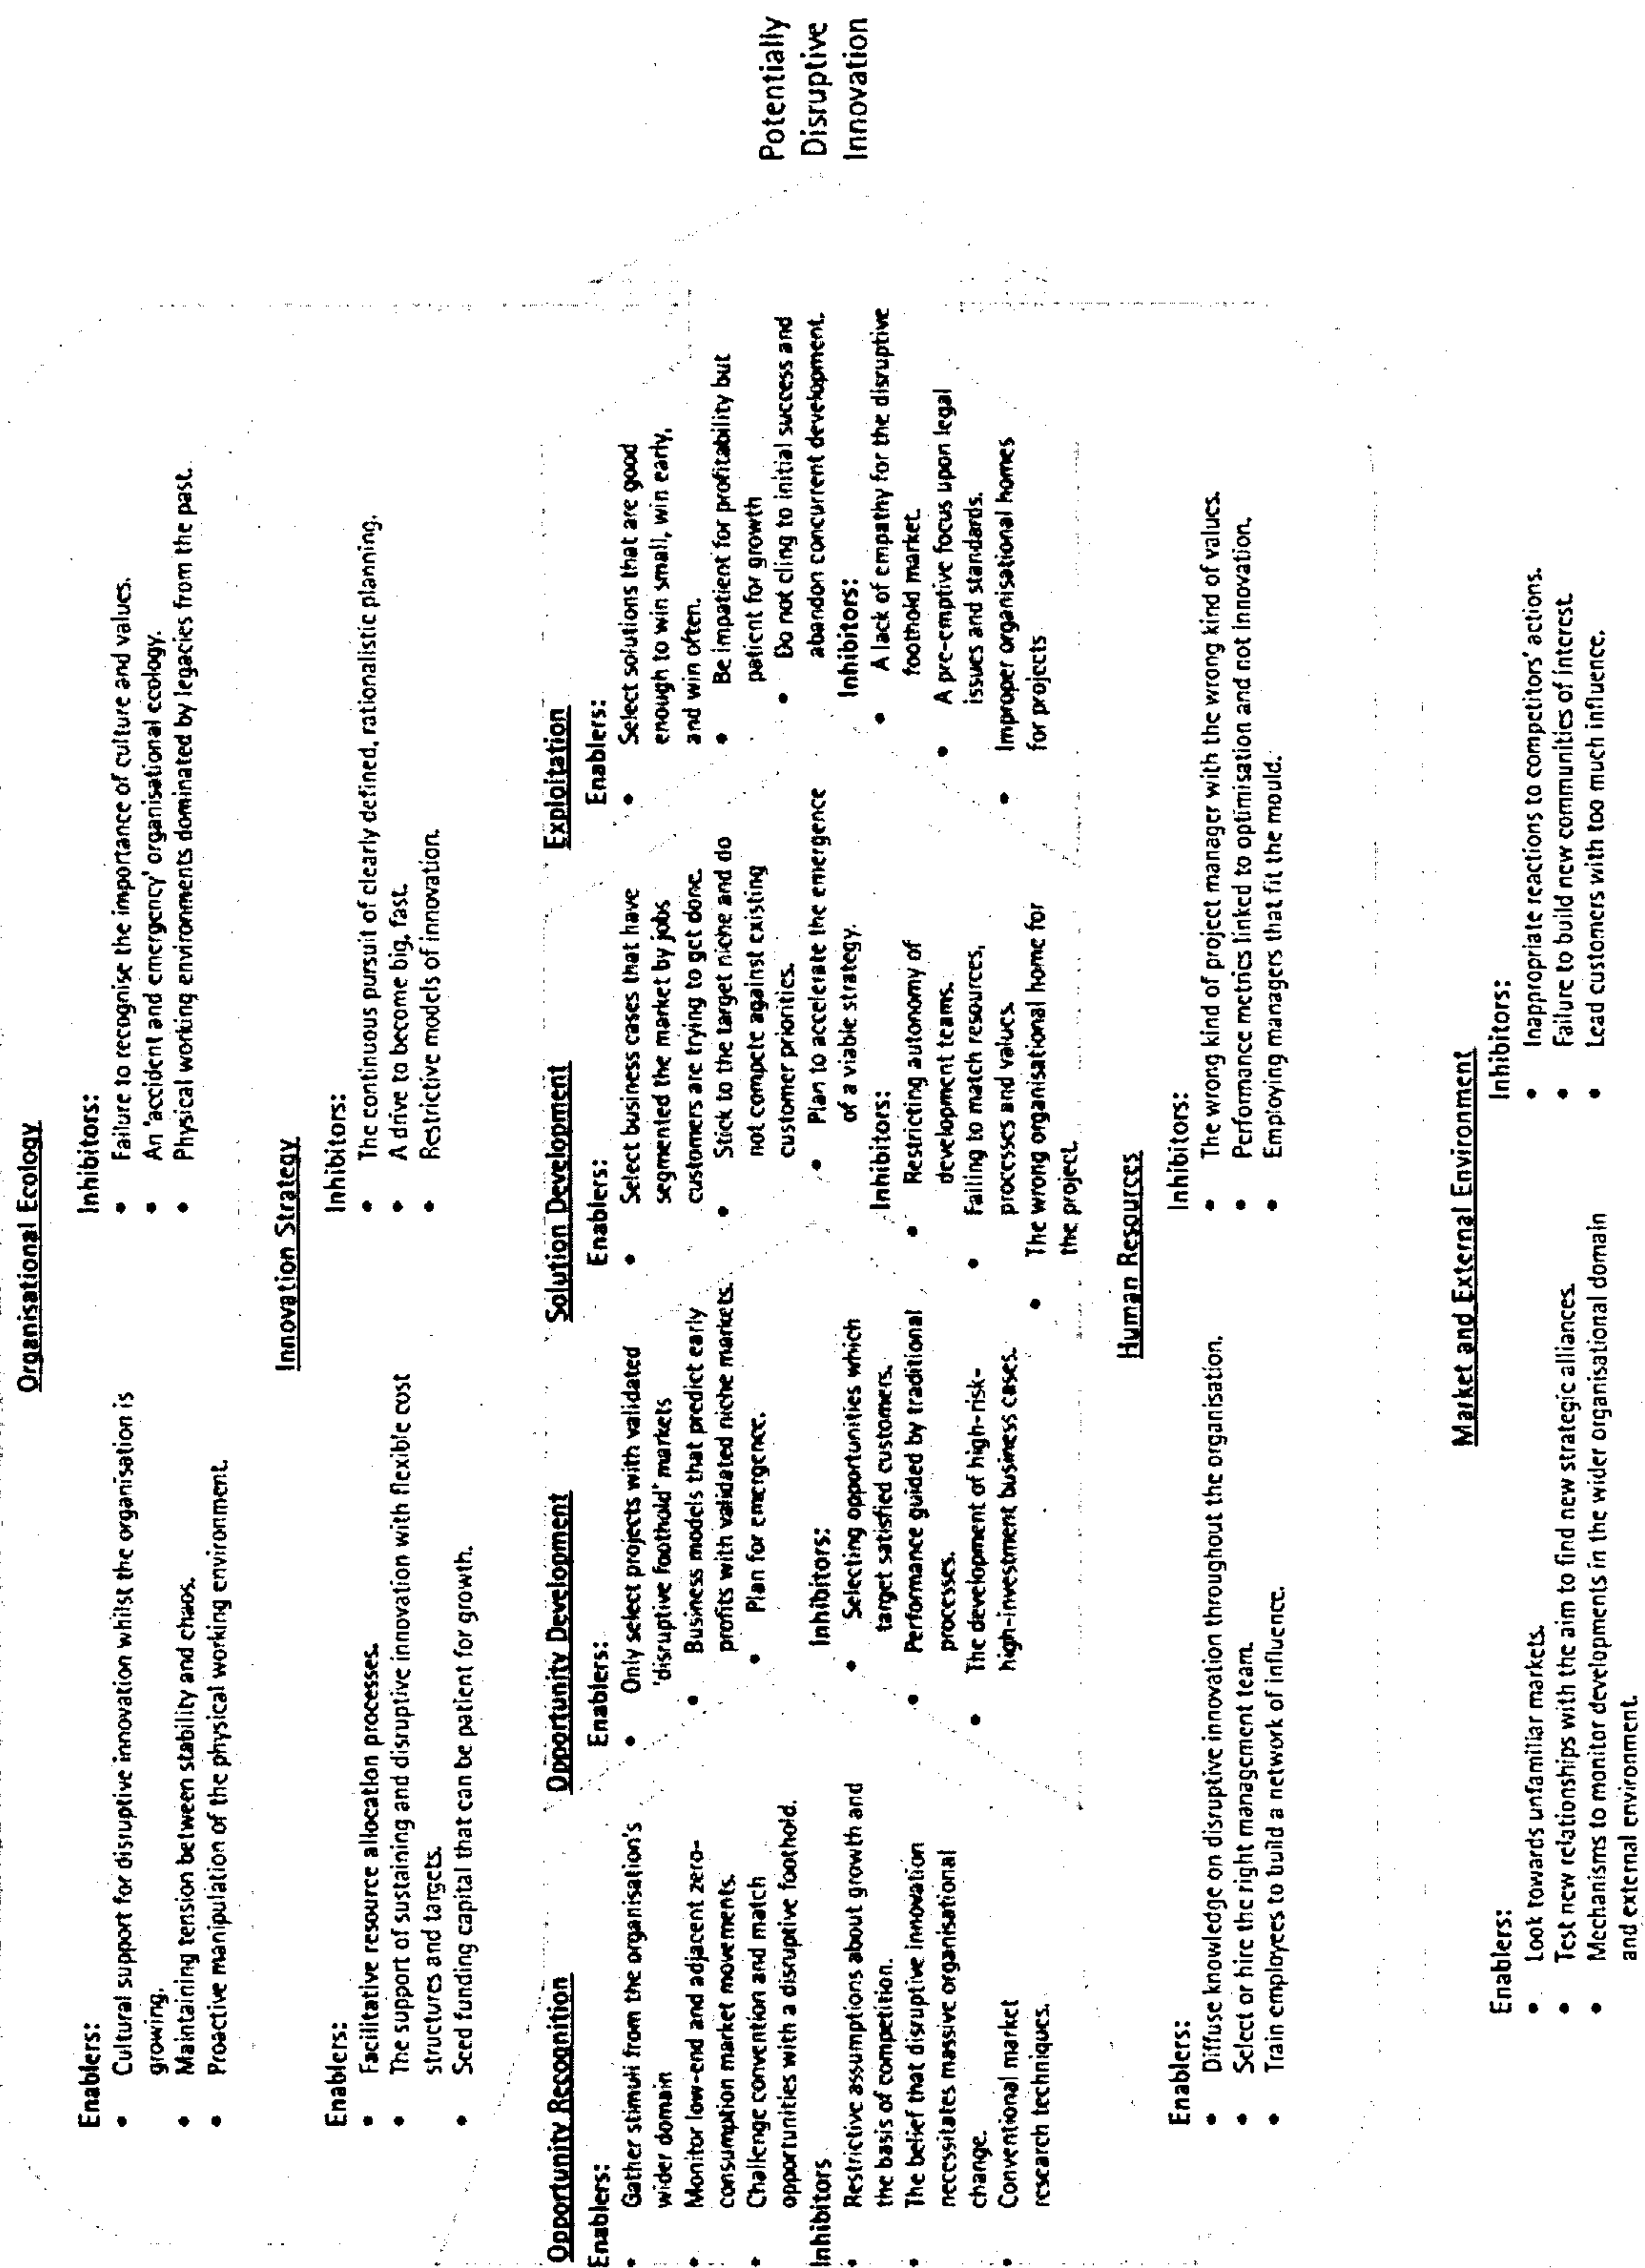 Organisational Ecology
Enablers:
• Cultural support for disruptive innovation whilst the organisation is
growing.
• Maintaining tension between stability and chaos.
• Proactive manipulation of the physical working environment.
Inhibitors:
• Failure to recognise the importance of culture and values.
• An 'accident and emergency' organisational ecology.
• Physical working environments dominated by legacies from the past.
Innovation Strategy
Enablers:
• Facilitative resource allocation processes.
• The support of sustaining and disruptive innovation with flexible cost
structures and targets.
• Seed funding capital that can be patient for growth.
Inhibitors:
• The continuous pursuit of clearly defined, rationalistic planning.
• A drive to become big, fast.
• Restrictive models of innovation.
Opportunity Recognition
Enablers:
• Gather stimuli from the organisation's
wider domain
• Monitor low-end and adjacent zero-
consumption market movements.
• Challenge convention and match
opportunities with a disruptive foothold.
Inhibitors
• Restrictive assumptions about growth and
the basis of competition.
• The belief that disruptive innovation
necessitates massive organisational
change.
• Conventional market
research techniques.
Opportunity Development
Enablers:
• Only select projects with validated
'disruptive foothold' markets
• Business models that predict early
profits with validated niche markets.
• Plan for emergence.
Inhibitors:
• Selecting opportunities which
target satisfied customers.
• Performance guided by traditional
processes.
• The development of high-risk-
high-investment business cases.
Solution Development
Enablers:
• Select business cases that have
segmented the market by jobs
customers are trying to get done.
• Stick to the target niche and do
not compete against existing
customer priorities.
• Plan to accelerate the emergence
of a viable strategy.
Inhibitors:
• Restricting autonomy of
development teams.
• Failing to match resources,
processes and values.
• The wrong organisational home for
the project.
Exploitation
Enablers:
• Select solutions that are good
enough to win small, win early,
and win often.
• Be impatient for profitability but
patient for growth
• Do not cling to initial success and
abandon concurrent development.
Inhibitors:
• A lack of empathy for the disruptive
foothold market.
• A pre-emptive focus upon legal
issues and standards.
• Improper organisational homes
for projects
Potentially
Disruptive
Innovation
Human Resources
Enablers:
• Diffuse knowledge on disruptive innovation throughout the organisation.
• Select or hire the right management team.
• Train employees to build a network of influence.
Inhibitors:
• The wrong kind of project manager with the wrong kind of values.
• Performance metrics linked to optimisation and not innovation.
• Employing managers that fit the mould.
Market and External Environment
Enablers:
• Look towards unfamiliar markets.
• Test new relationships with the aim to find new strategic alliances.
• Mechanisms to monitor developments in the wider organisational domain
and external environment.
Inhibitors:
• Inappropriate reactions to competitors' actions.
• Failure to build new communities of interest.
• Lead customers with too much influence.